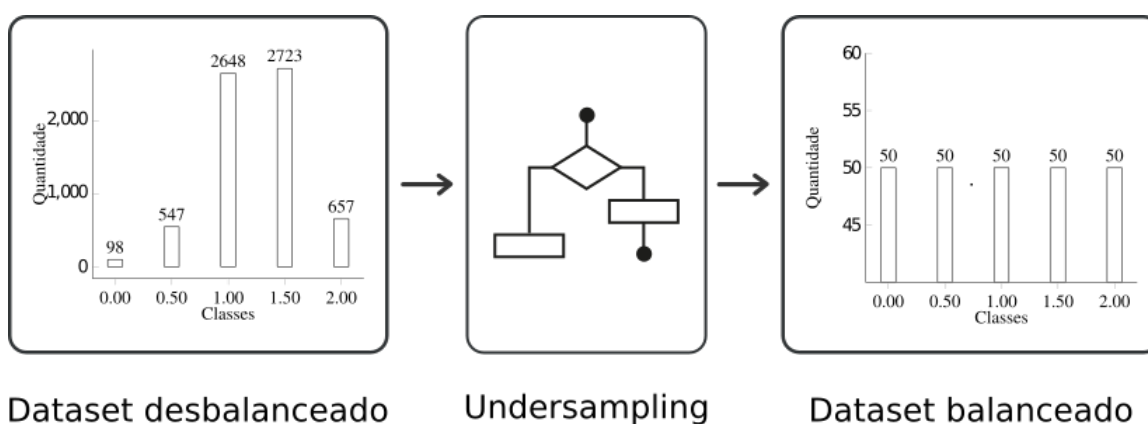 2648 2723
2,000
1,000
547
657
98
0
0.00 0.50 1.00 1.50 2.00
Classes
Quantidade
60
55
50
45
50 50 50 50 50
0.00 0.50 1.00 1.50 2.00
Classes
Quantidade
Dataset desbalanceado
Undersampling
Dataset balanceado